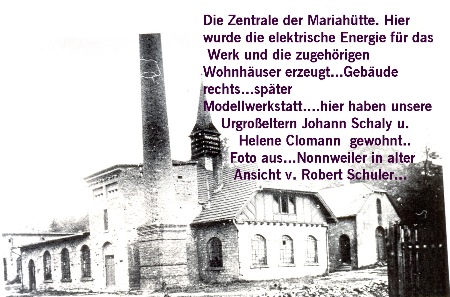 Die Zentrale der Mariahütte. Hier
wurde die elektrische Energie für das
Werk und die zugehörigen
Wohnhäuser erzeugt...Gebäude
rechts...später
Modellwerkstatt....hier haben unsere
Urgroßeltern Johann Schaly u.
Helene Clomann gewohnt..
Foto aus...Nonnweiler in alter
Ansicht v. Robert Schuler...